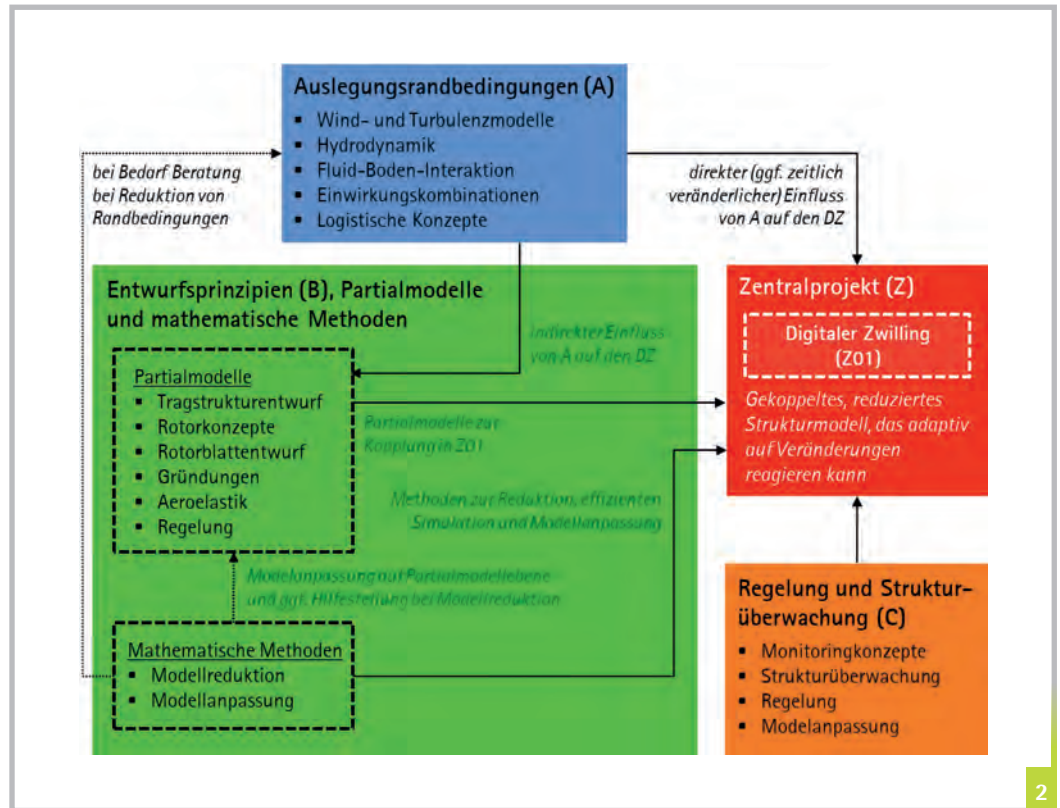 Auslegungsrandbedingungen (A)
▪ Wind- und Turbulenzmodelle
▪ Hydrodynamik
▪ Fluid-Boden-Interaktion
▪ Einwirkungskombinationen
▪ Logistische Konzepte
bei Bedarf Beratung
bei Reduktion von
Randbedingungen
direkter (ggf. zeitlich
veränderlicher) Einfluss
von A auf den DZ
Entwurfsprinzipien (B), Partialmodelle
und mathematische Methoden
indirekter Einfluss
von A auf den DZ
Partialmodelle
▪ Tragstrukturentwurf
▪ Rotorkonzepte
▪ Rotorblattentwurf
▪ Gründungen
▪ Aeroelastik
▪ Regelung
Partialmodelle zur
Kopplung in Z01
Methoden zur Reduktion, effizienten
Simulation und Modellanpassung
Modelanpassung auf Partialmodellebene
und ggf. Hilfestellung bei Modellreduktion
Mathematische Methoden
▪ Modellreduktion
▪ Modellanpassung
Zentralprojekt (Z)
Digitaler Zwilling
(Z01)
Gekoppeltes, reduziertes
Strukturmodell, das adaptiv
auf Veränderungen
reagieren kann
Regelung und Struktur-
überwachung (C)
▪ Monitoringkonzepte
▪ Strukturüberwachung
▪ Regelung
▪ Modelanpassung
2